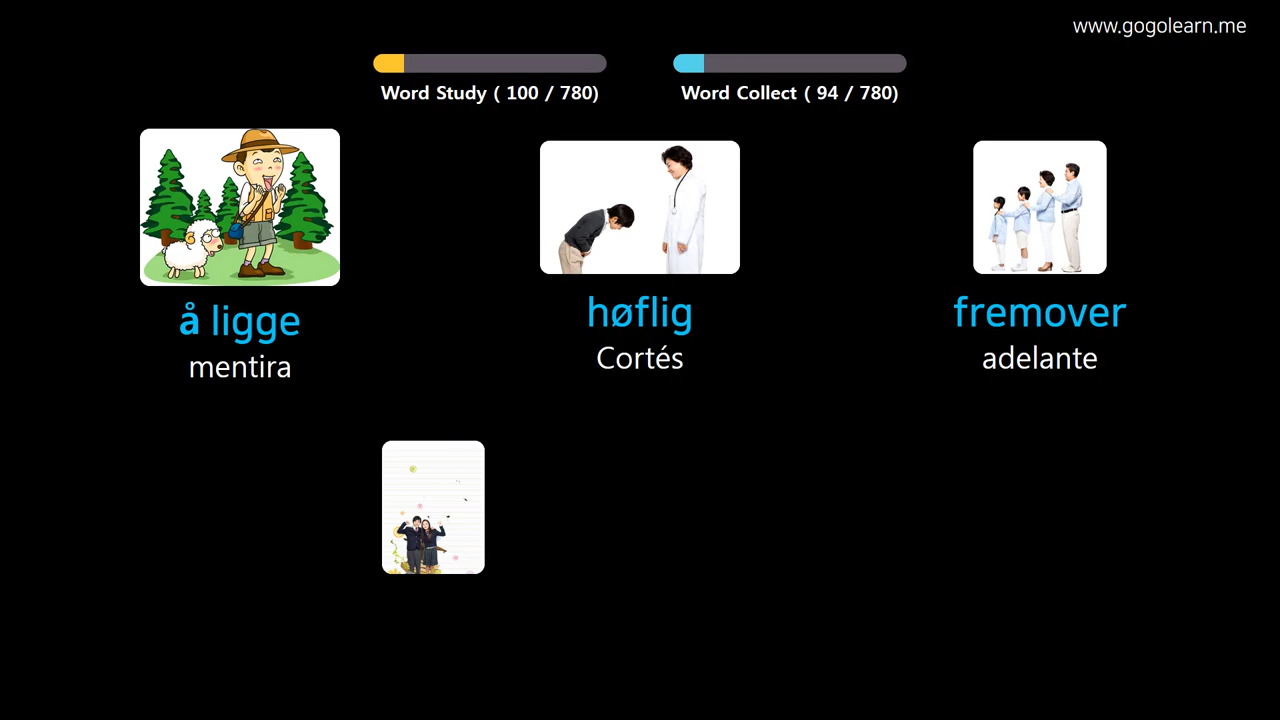 www.gogolearn.me
Word Study ( 100 / 780)
Word Collect ( 94 / 780)
å ligge
mentira
høflig
Cortés
fremover
adelante